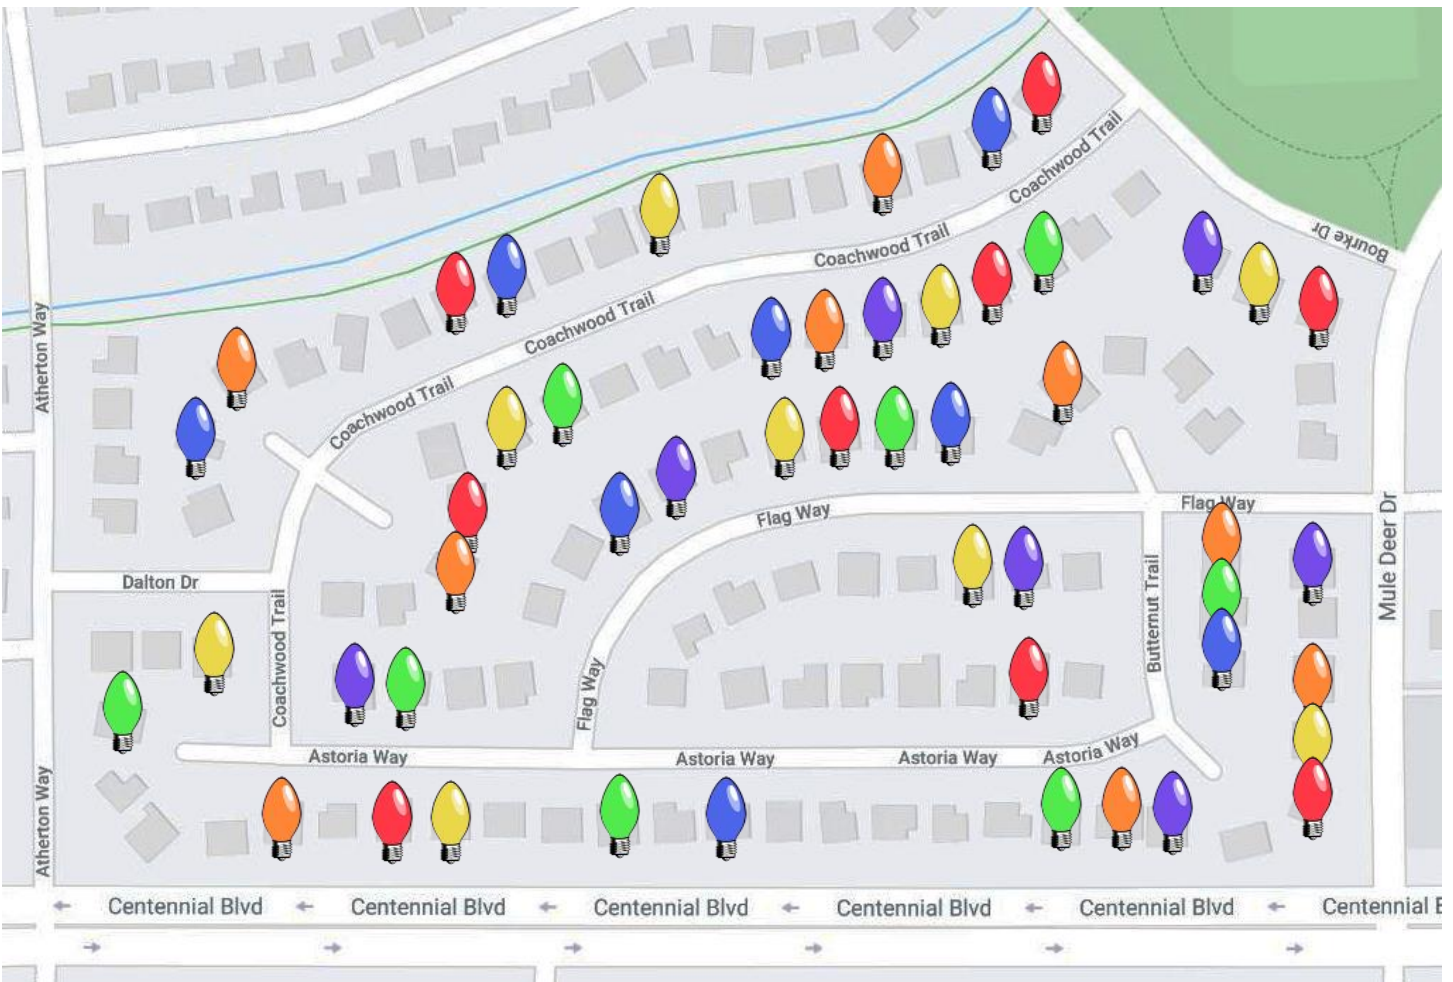 Coachwood Trail
Coachwood Trail
Bourke Dr
Coachwood Trail
Atherton Way
Coachwood Trail
Flag Way
Flag Way
Mule Deer Dr
Dalton Dr
Coachwood Trail
Butternut Trail
Flag Way
Astoria Way
Astoria Way
Astoria Way
Astoria Way
Atherton Way
Centennial Blvd
Centennial Blvd
Centennial Blvd
Centennial Blvd
Centennial Blvd
Centennial B